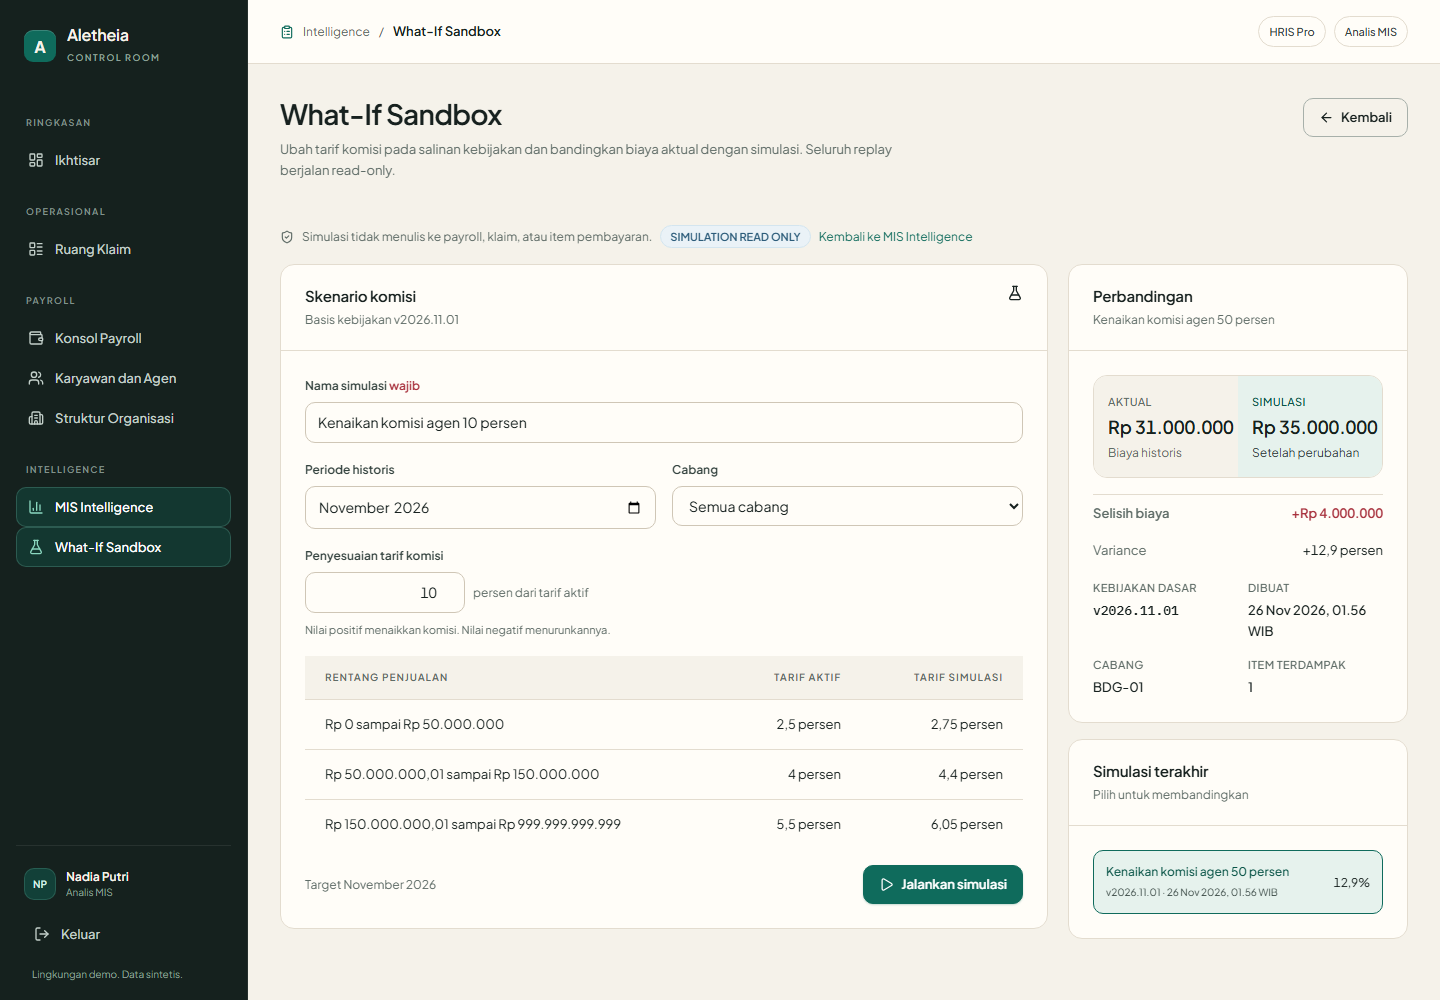 A
Aletheia
CONTROL ROOM
RINGKASAN
Ikhtisar
OPERASIONAL
Ruang Klaim
PAYROLL
Konsol Payroll
Karyawan dan Agen
Struktur Organisasi
INTELLIGENCE
MIS Intelligence
What-If Sandbox
NP
Nadia Putri
Analis MIS
Keluar
Lingkungan demo. Data sintetis.
Intelligence / What-If Sandbox
HRIS Pro
Analis MIS
What-If Sandbox
Kembali
Ubah tarif komisi pada salinan kebijakan dan bandingkan biaya aktual dengan simulasi. Seluruh replay
berjalan read-only.
Simulasi tidak menulis ke payroll, klaim, atau item pembayaran. SIMULATION READ ONLY Kembali ke MIS Intelligence
Skenario komisi
Basis kebijakan v2026.11.01
Nama simulasi wajib
Kenaikan komisi agen 10 persen
Periode historis
Cabang
November 2026
Semua cabang
Penyesuaian tarif komisi
10 persen dari tarif aktif
Nilai positif menaikkan komisi. Nilai negatif menurunkannya.
RENTANG PENJUALAN TARIF AKTIF TARIF SIMULASI
Rp 0 sampai Rp 50.000.000 2,5 persen 2,75 persen
Rp 50.000.000,01 sampai Rp 150.000.000 4 persen 4,4 persen
Rp 150.000.000,01 sampai Rp 999.999.999.999 5,5 persen 6,05 persen
Target November 2026
Jalankan simulasi
Perbandingan
Kenaikan komisi agen 50 persen
AKTUAL
Rp 31.000.000
Biaya historis
SIMULASI
Rp 35.000.000
Setelah perubahan
Selisih biaya +Rp 4.000.000
Variance +12,9 persen
KEBIJAKAN DASAR
v2026.11.01
DIBUAT
26 Nov 2026, 01.56
WIB
CABANG
BDG-01
ITEM TERDAMPAK
1
Simulasi terakhir
Pilih untuk membandingkan
Kenaikan komisi agen 50 persen
v2026.11.01 · 26 Nov 2026, 01.56 WIB
12,9%